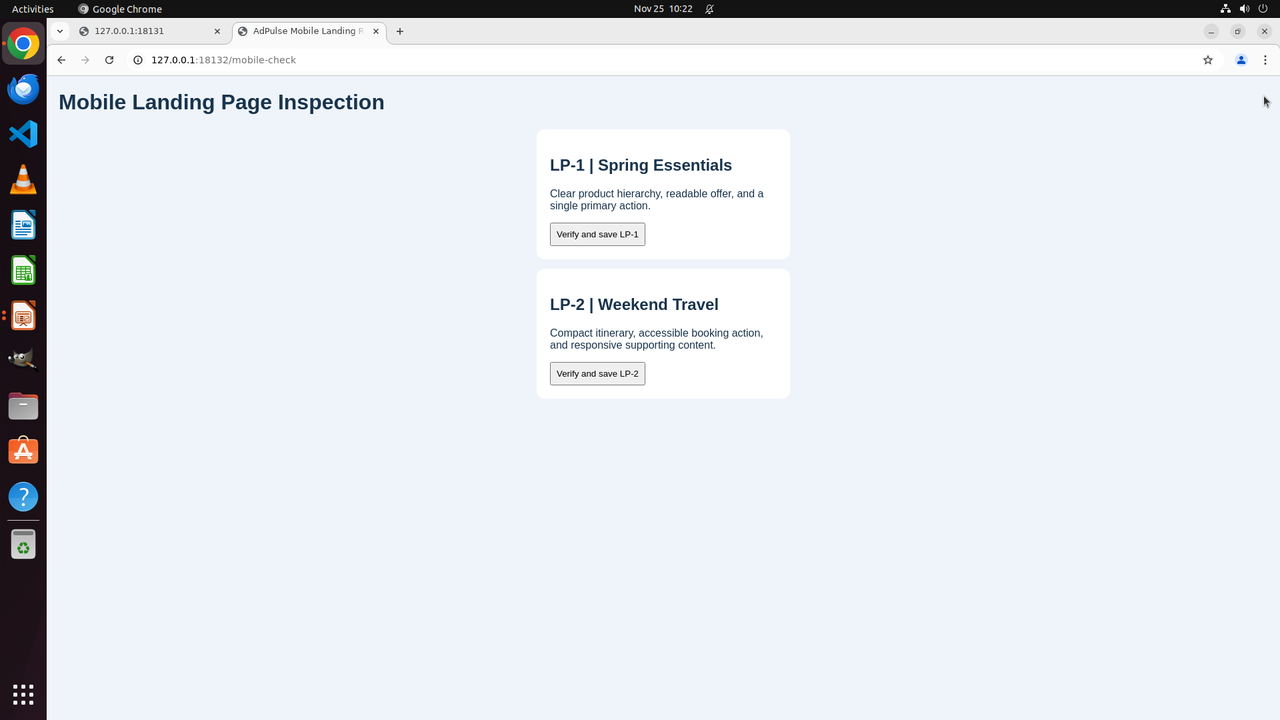 Activities
Google Chrome
Nov 25 10:22
127.0.0.1:18131
AdPulse Mobile Landing
127.0.0.1:18132/mobile-check
Mobile Landing Page Inspection
LP-1 | Spring Essentials
Clear product hierarchy, readable offer, and a
single primary action.
Verify and save LP-1
LP-2 | Weekend Travel
Compact itinerary, accessible booking action,
and responsive supporting content.
Verify and save LP-2